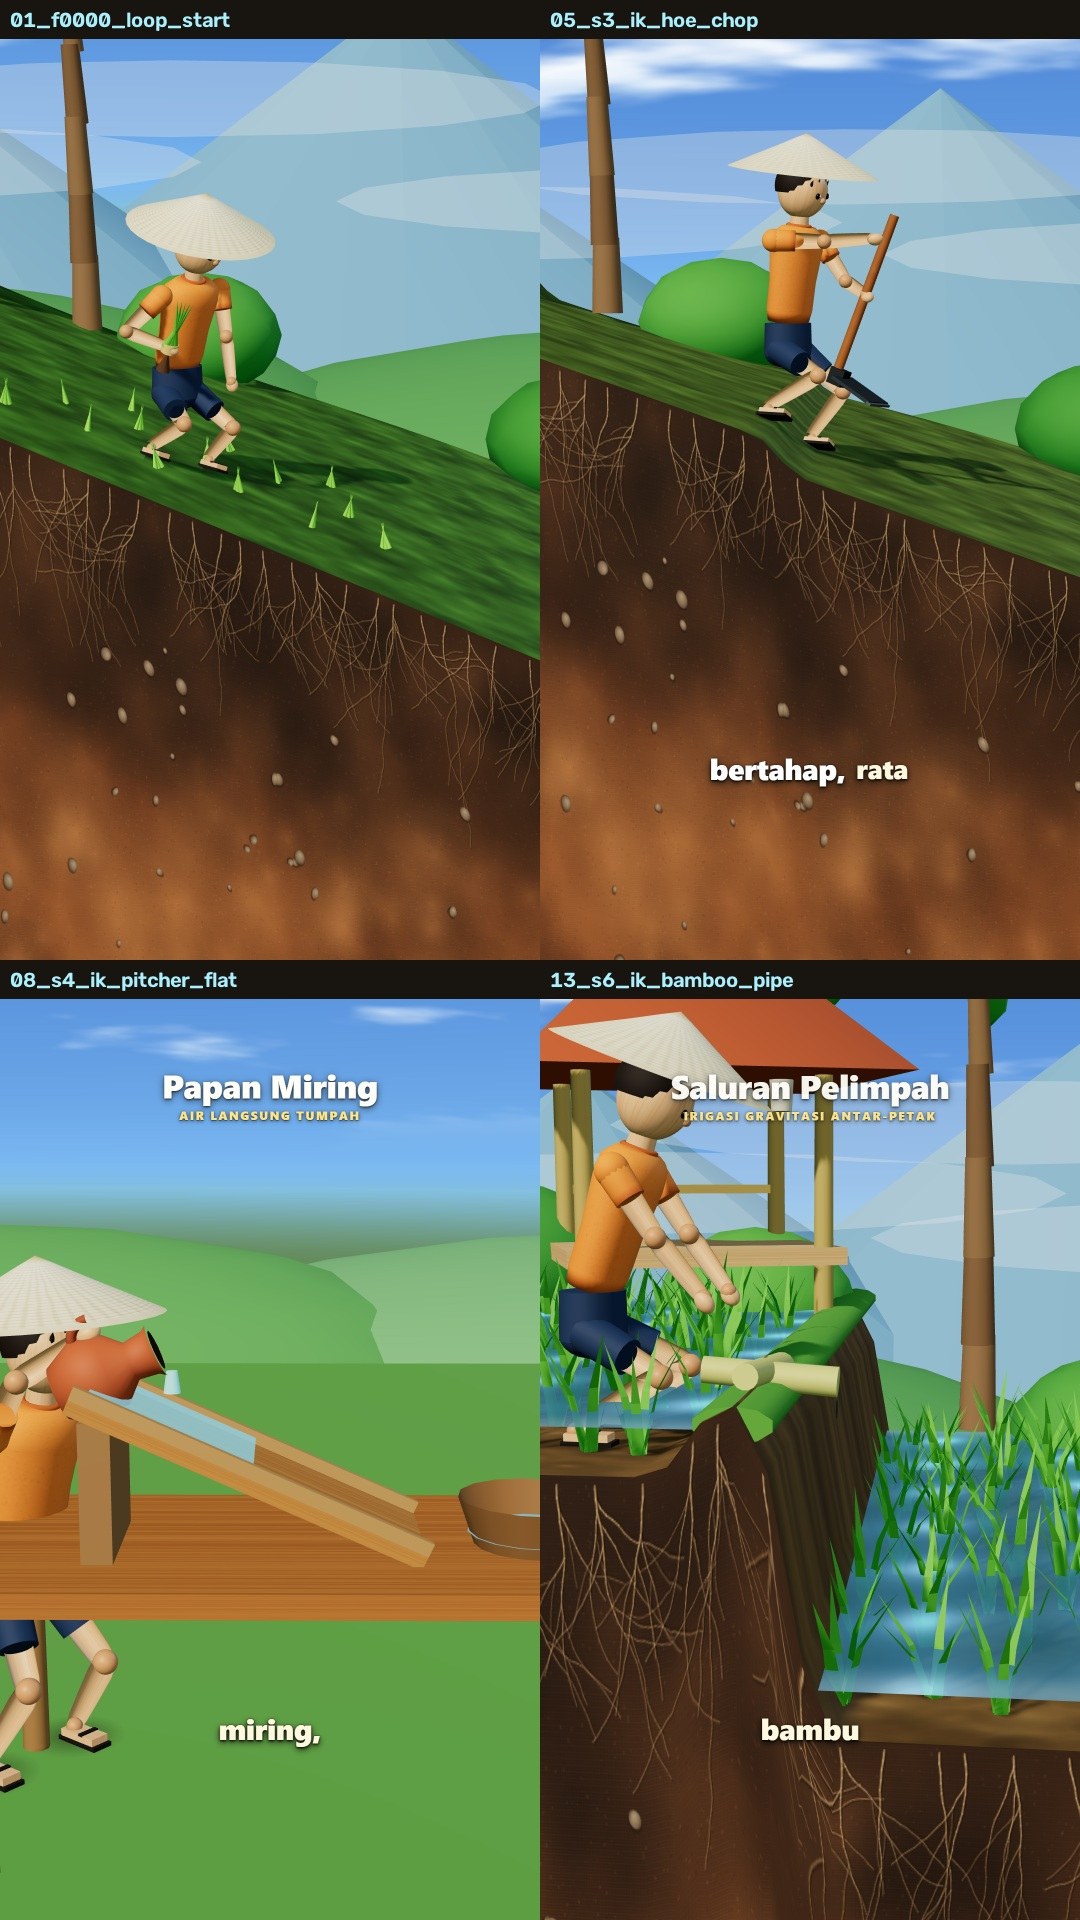 01_f0000_loop_start
05_s3_ik_hoe_chop
bertahap, rata
08_s4_ik_pitcher_flat
13_s6_ik_bamboo_pipe
Papan Miring
AIR LANGSUNG TUMPAH
Saluran Pelimpah
IRIGASI GRAVITASI ANTAR-PETAK
miring,
bambu